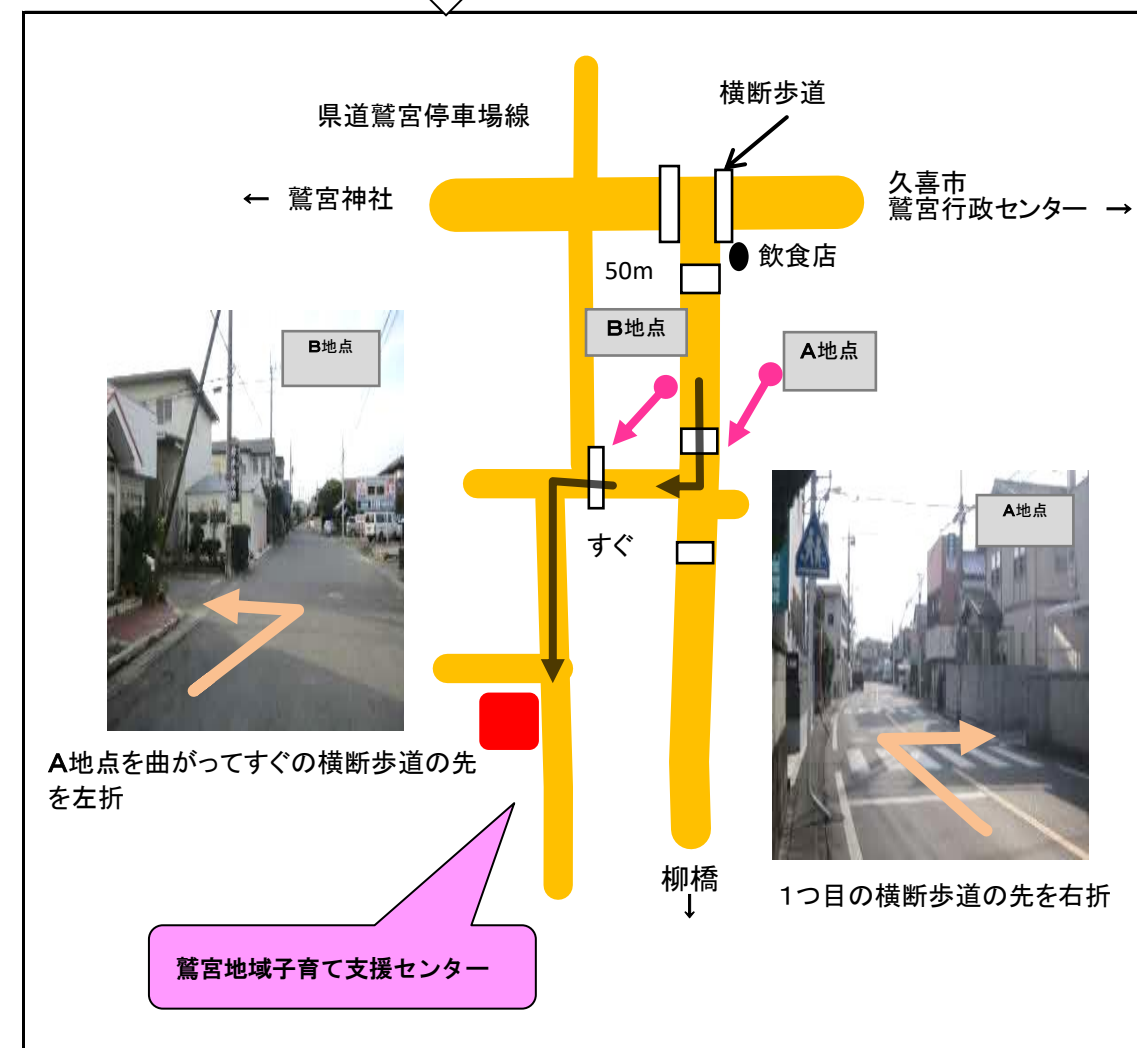 横断歩道
県道鷲宮停車場線
← 鷲宮神社
久喜市
鷲宮行政センター →
飲食店
50m
B地点
A地点
B地点
すぐ
A地点
A地点を曲がってすぐの横断歩道の先
を左折
柳橋
↓
1つ目の横断歩道の先を右折
鷲宮地域子育て支援センター